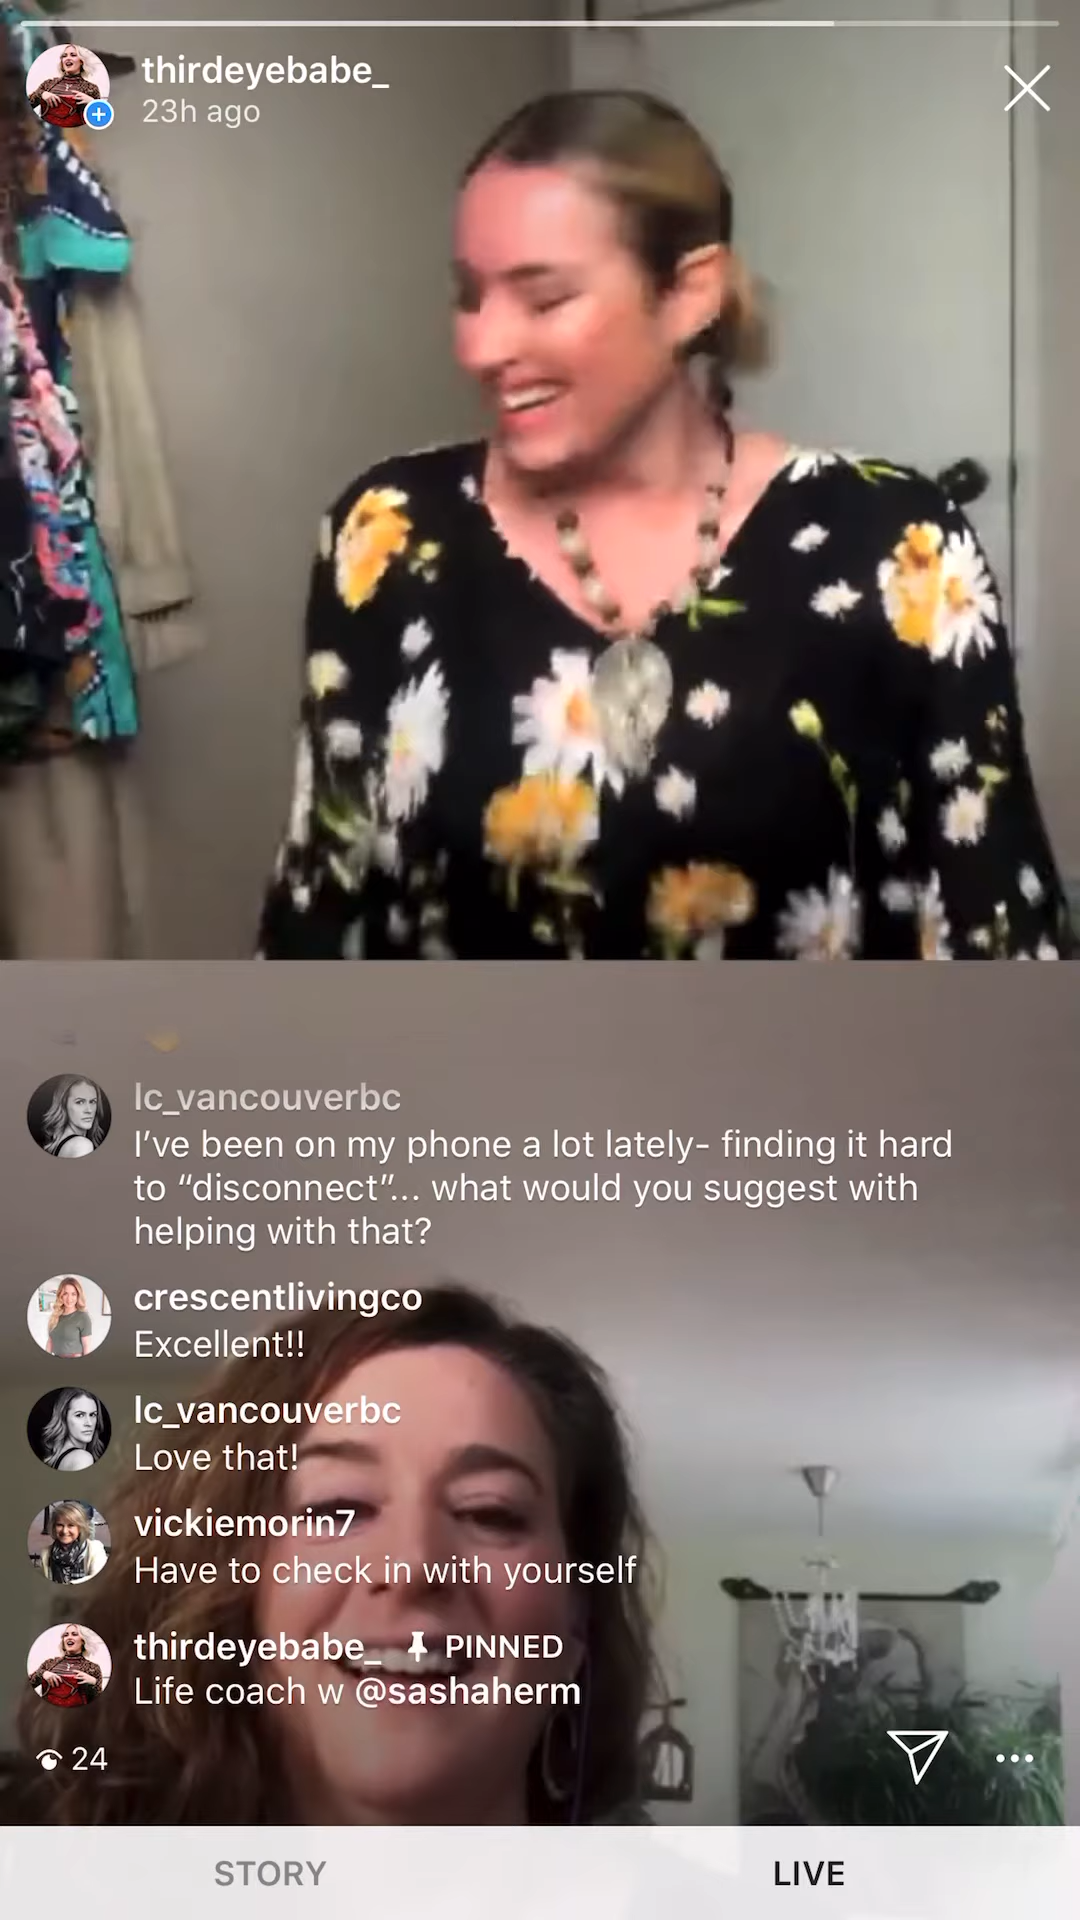 thirdeyebabe_
23h ago
lc_vancouverbc
I’ve been on my phone a lot lately- finding it hard
to “disconnect”... what would you suggest with
helping with that?
crescentlivingco
Excellent!!
lc_vancouverbc
Love that!
vickiemorin7
Have to check in with yourself
thirdeyebabe_ PINNED
Life coach w @sashaherm
24
STORY
LIVE